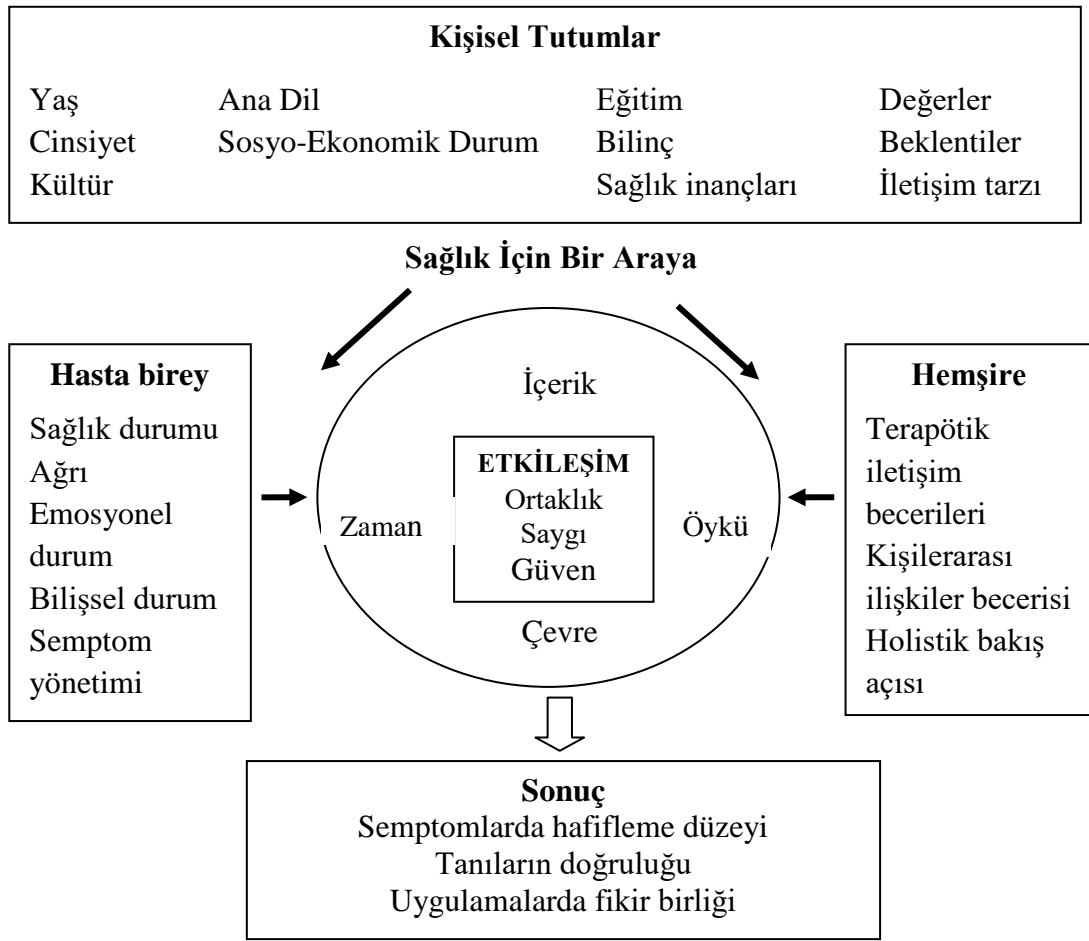 Kişisel Tutumlar
Yaş Ana Dil Eğitim Değerler
Cinsiyet Sosyo-Ekonomik Durum Bilinç Beklentiler
Kültür Sağlık inançları İletişim tarzı
Sağlık İçin Bir Araya
Hasta birey
Sağlık durumu
Ağrı
Emosyonel
durum
Bilişsel durum
Semptom
yönetimi
İçerik
Zaman
ETKİLEŞİM
Ortaklık
Saygı
Güven
Öykü
Çevre
Hemşire
Terapötik
iletişim
becerileri
Kişilerarası
ilişkiler becerisi
Holistik bakış
açısı
Sonuç
Semptomlarda hafifleme düzeyi
Tanıların doğruluğu
Uygulamalarda fikir birliği